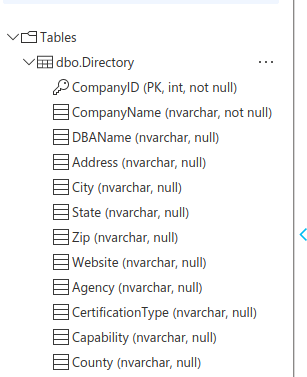 Tables
dbo.Directory ...
CompanyID (PK, int, not null)
CompanyName (nvarchar, not null)
DBAName (nvarchar, null)
Address (nvarchar, null)
City (nvarchar, null)
State (nvarchar, null)
Zip (nvarchar, null)
Website (nvarchar, null)
Agency (nvarchar, null)
CertificationType (nvarchar, null)
Capability (nvarchar, null)
County (nvarchar, null)